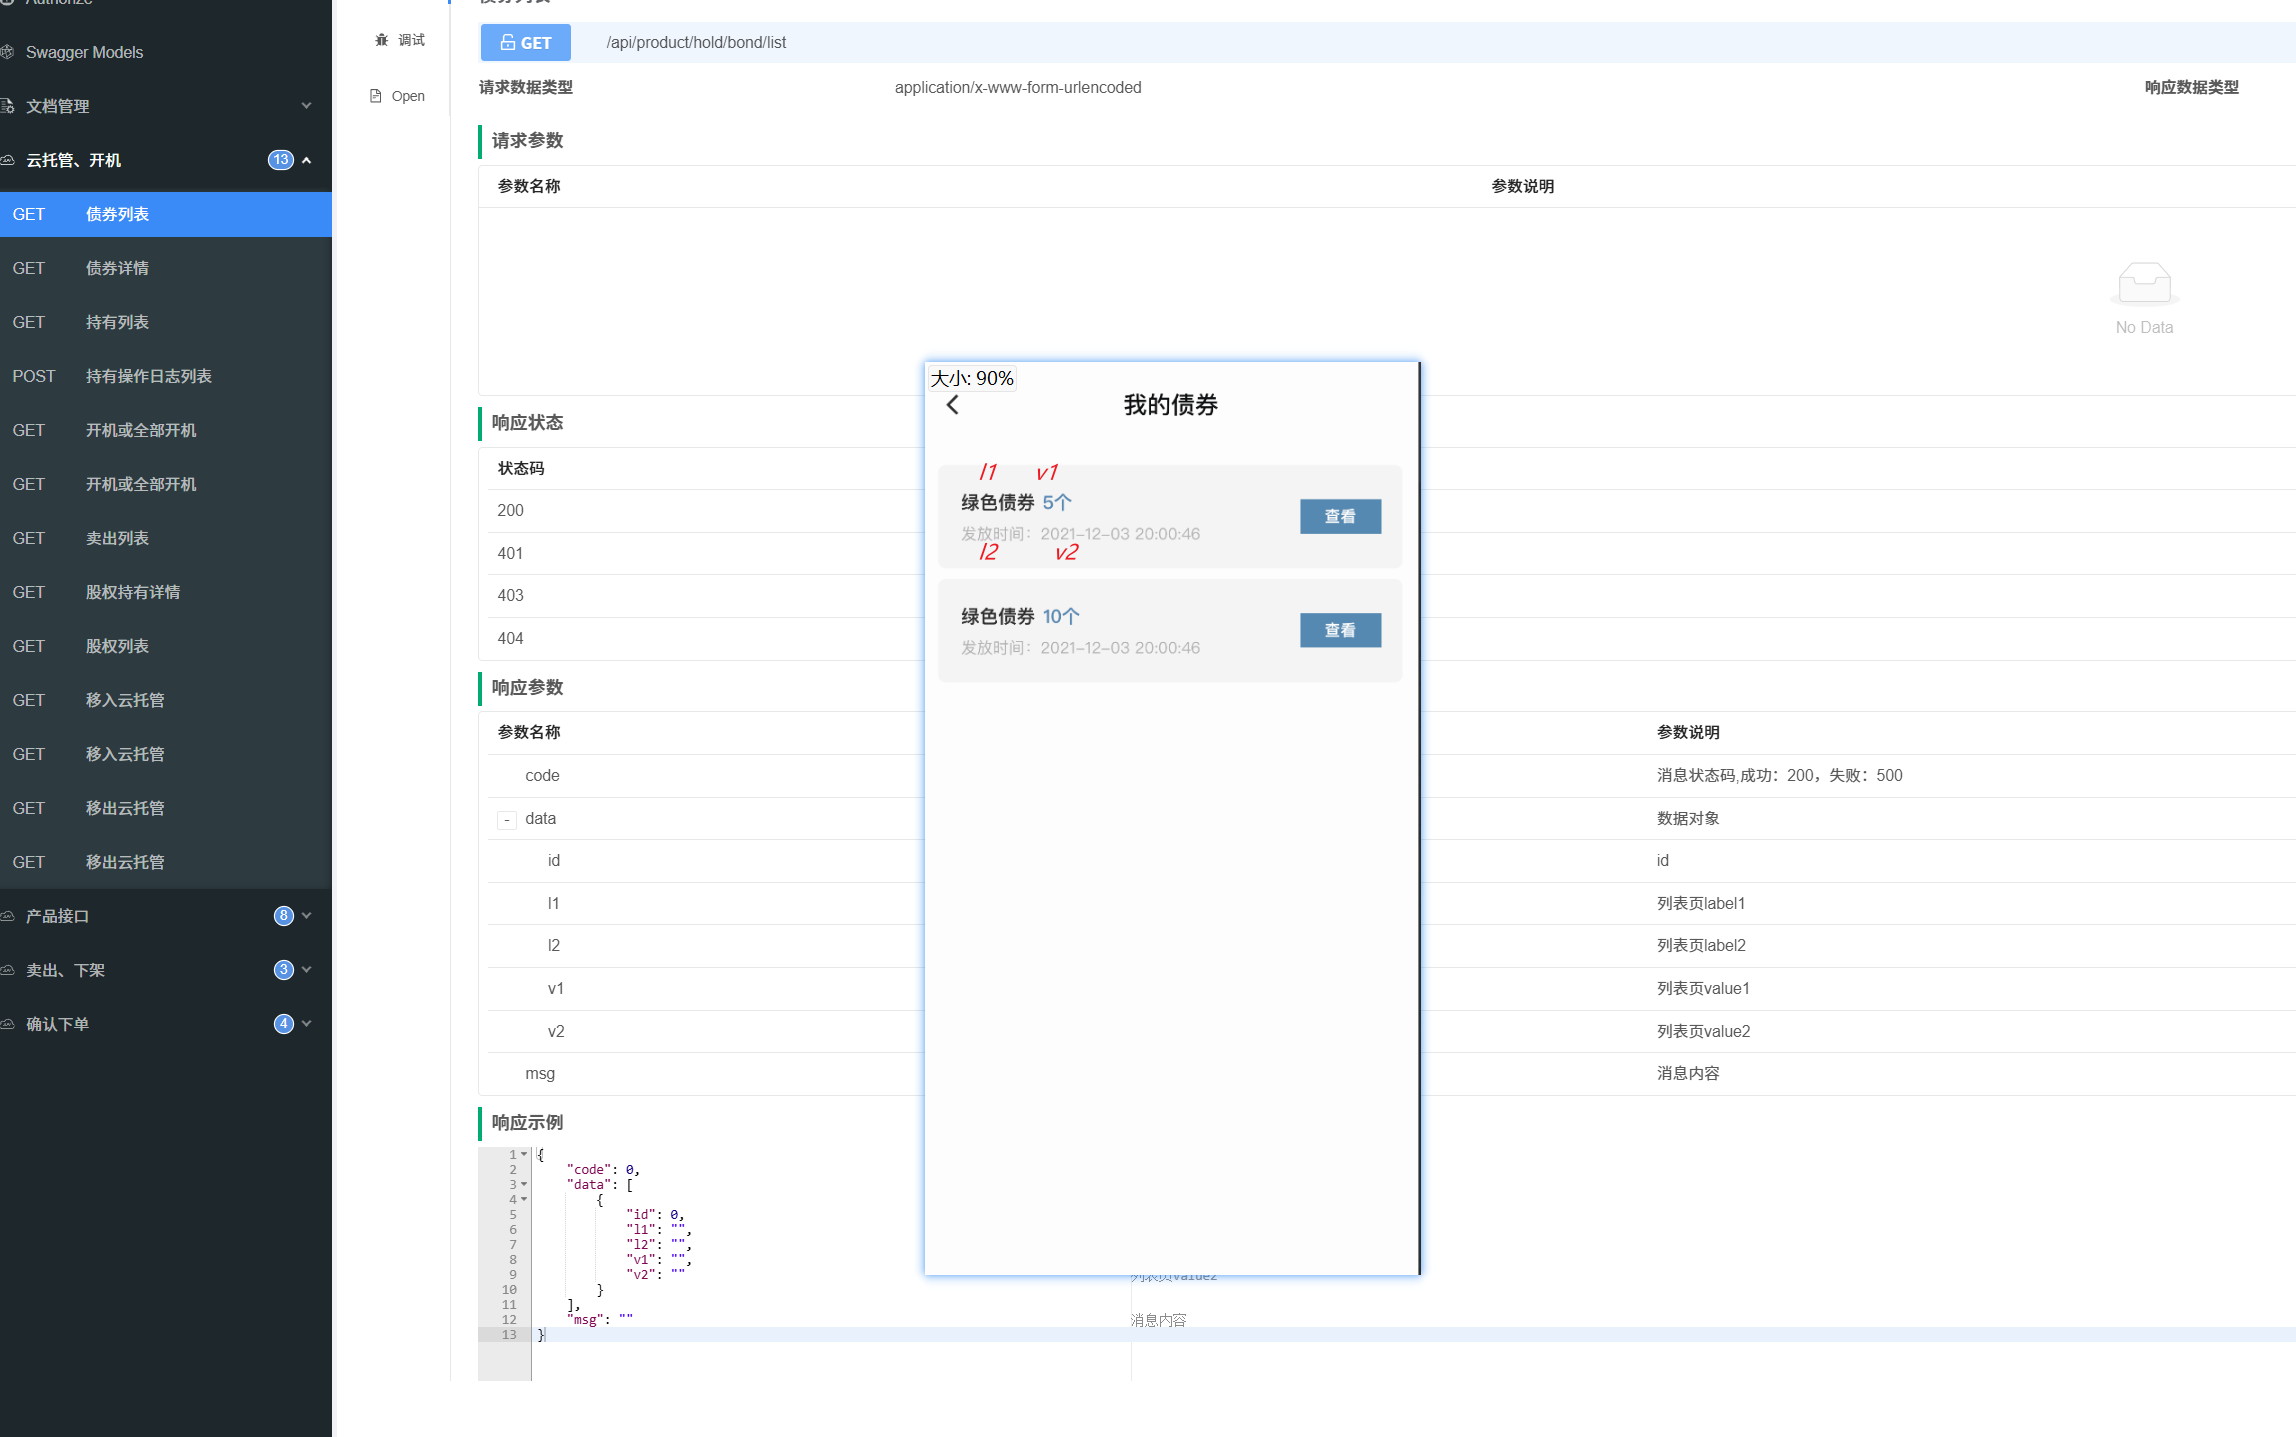 Authorize
Swagger Models
文档管理
云托管、开机 13
GET 债券列表
GET 债券详情
GET 持有列表
POST 持有操作日志列表
GET 开机或全部开机
GET 开机或全部开机
GET 卖出列表
GET 股权持有详情
GET 股权列表
GET 移入云托管
GET 移入云托管
GET 移出云托管
GET 移出云托管
产品接口 8
卖出、下架 3
确认下单 4
调试
Open
债券列表
GET /api/product/hold/bond/list
请求数据类型 application/x-www-form-urlencoded 响应数据类型
请求参数
参数名称 参数说明
No Data
响应状态
状态码
200
401
403
404
响应参数
参数名称 参数说明
code 消息状态码,成功：200，失败：500
- data 数据对象
id id
l1 列表页label1
l2 列表页label2
v1 列表页value1
v2 列表页value2
msg 消息内容
响应示例
1 {
2 "code": 0,
3 "data": [
4 {
5 "id": 0,
6 "l1": "",
7 "l2": "",
8 "v1": "",
9 "v2": "" 列表页value2
10 }
11 ],
12 "msg": "" 消息内容
13 }
大小: 90%
我的债券
l1 v1
绿色债券 5个
查看
发放时间：2021-12-03 20:00:46
l2 v2
绿色债券 10个
查看
发放时间：2021-12-03 20:00:46